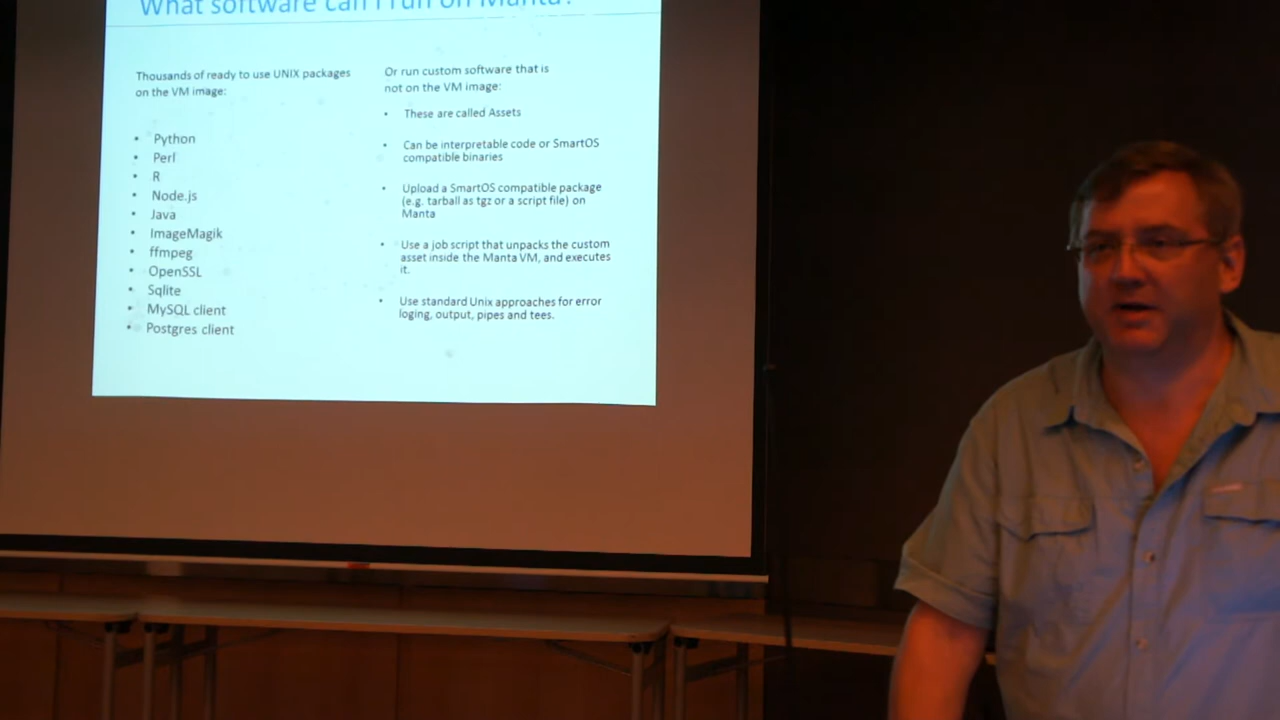 What software can I run on Manta?
Thousands of ready to use UNIX packages
on the VM image:
• Python
• Perl
• R
• Node.js
• Java
• ImageMagik
• ffmpeg
• OpenSSL
• Sqlite
• MySQL client
• Postgres client
Or run custom software that is
not on the VM image:
• These are called Assets
• Can be interpretable code or SmartOS
compatible binaries
• Upload a SmartOS compatible package
(e.g. tarball as tgz or a script file) on
Manta
• Use a job script that unpacks the custom
asset inside the Manta VM, and executes
it.
• Use standard Unix approaches for error
loging, output, pipes and tees.